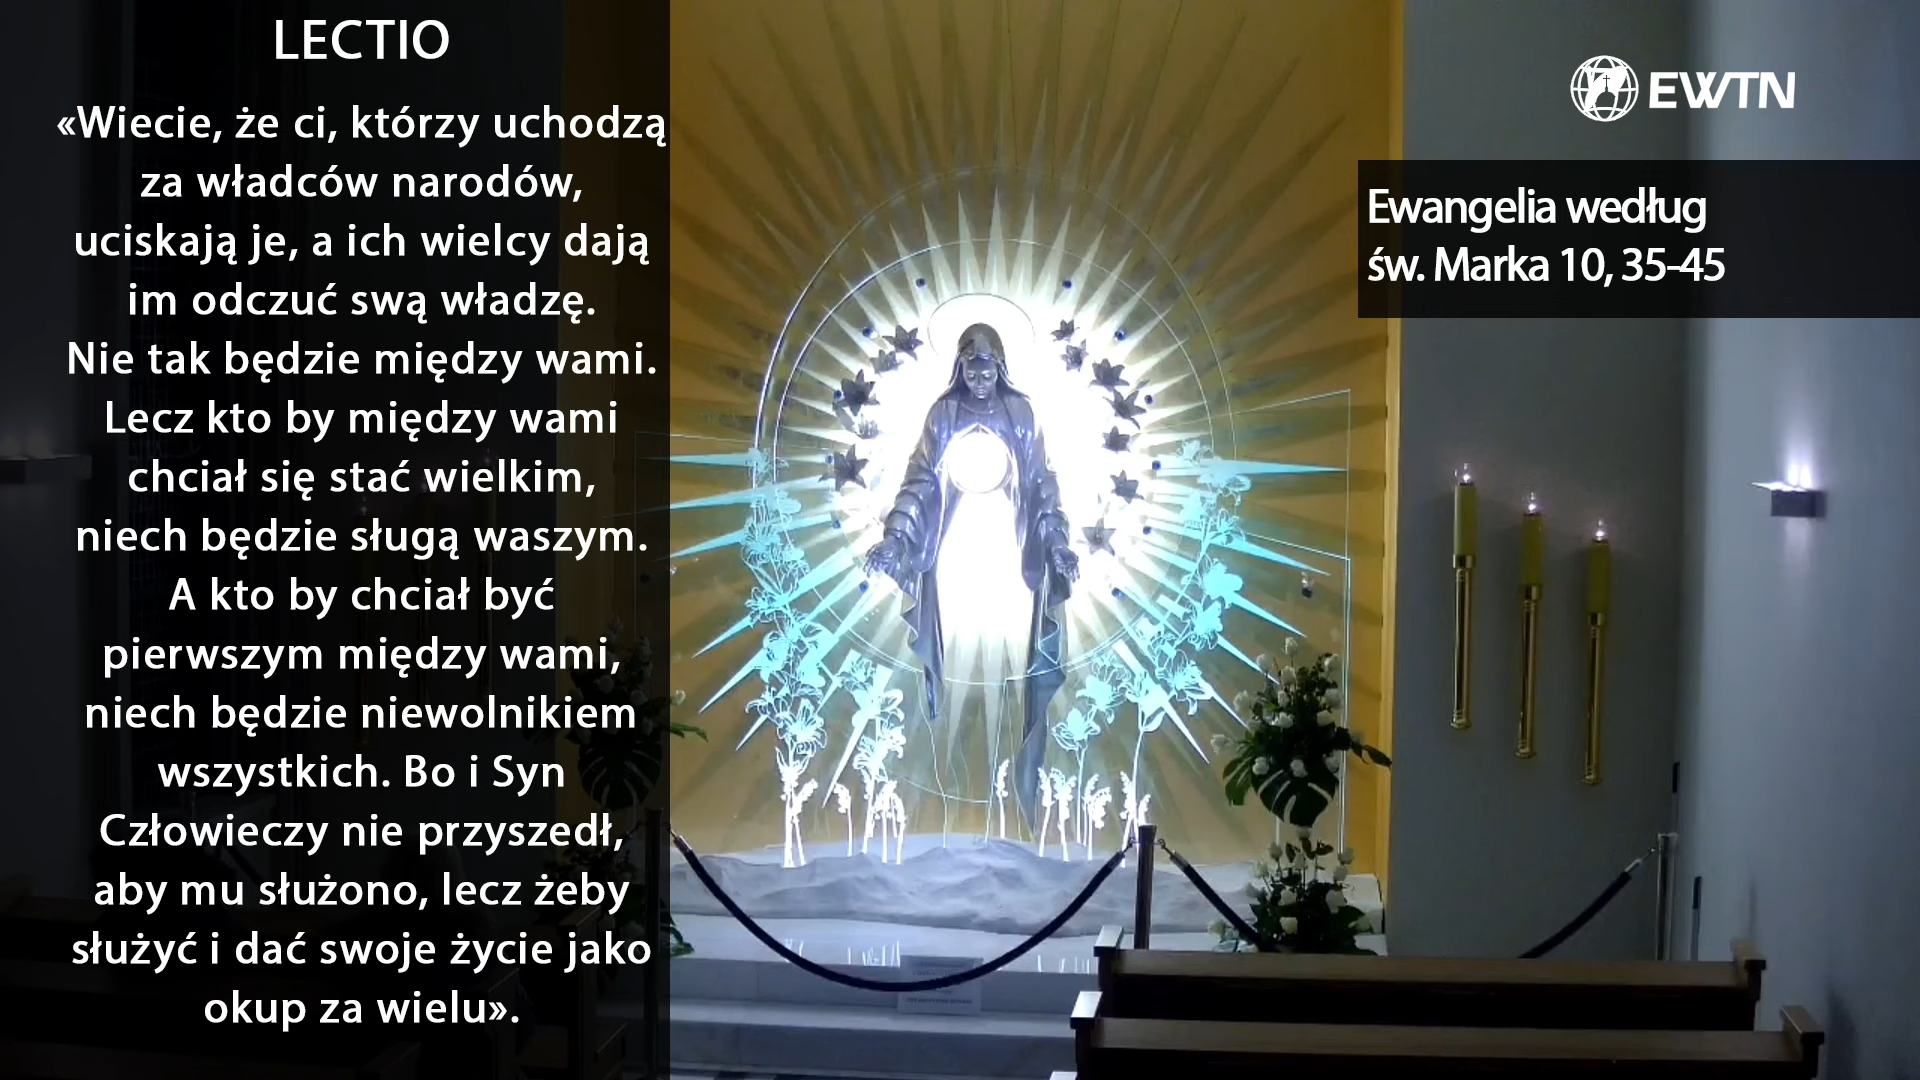 LECTIO
«Wiecie, że ci, którzy uchodzą
za władców narodów,
uciskają je, a ich wielcy dają
im odczuć swą władzę.
Nie tak będzie między wami.
Lecz kto by między wami
chciał się stać wielkim,
niech będzie sługą waszym.
A kto by chciał być
pierwszym między wami,
niech będzie niewolnikiem
wszystkich. Bo i Syn
Człowieczy nie przyszedł,
aby mu służono, lecz żeby
służyć i dać swoje życie jako
okup za wielu».
EWTN
Ewangelia według
św. Marka 10, 35-45